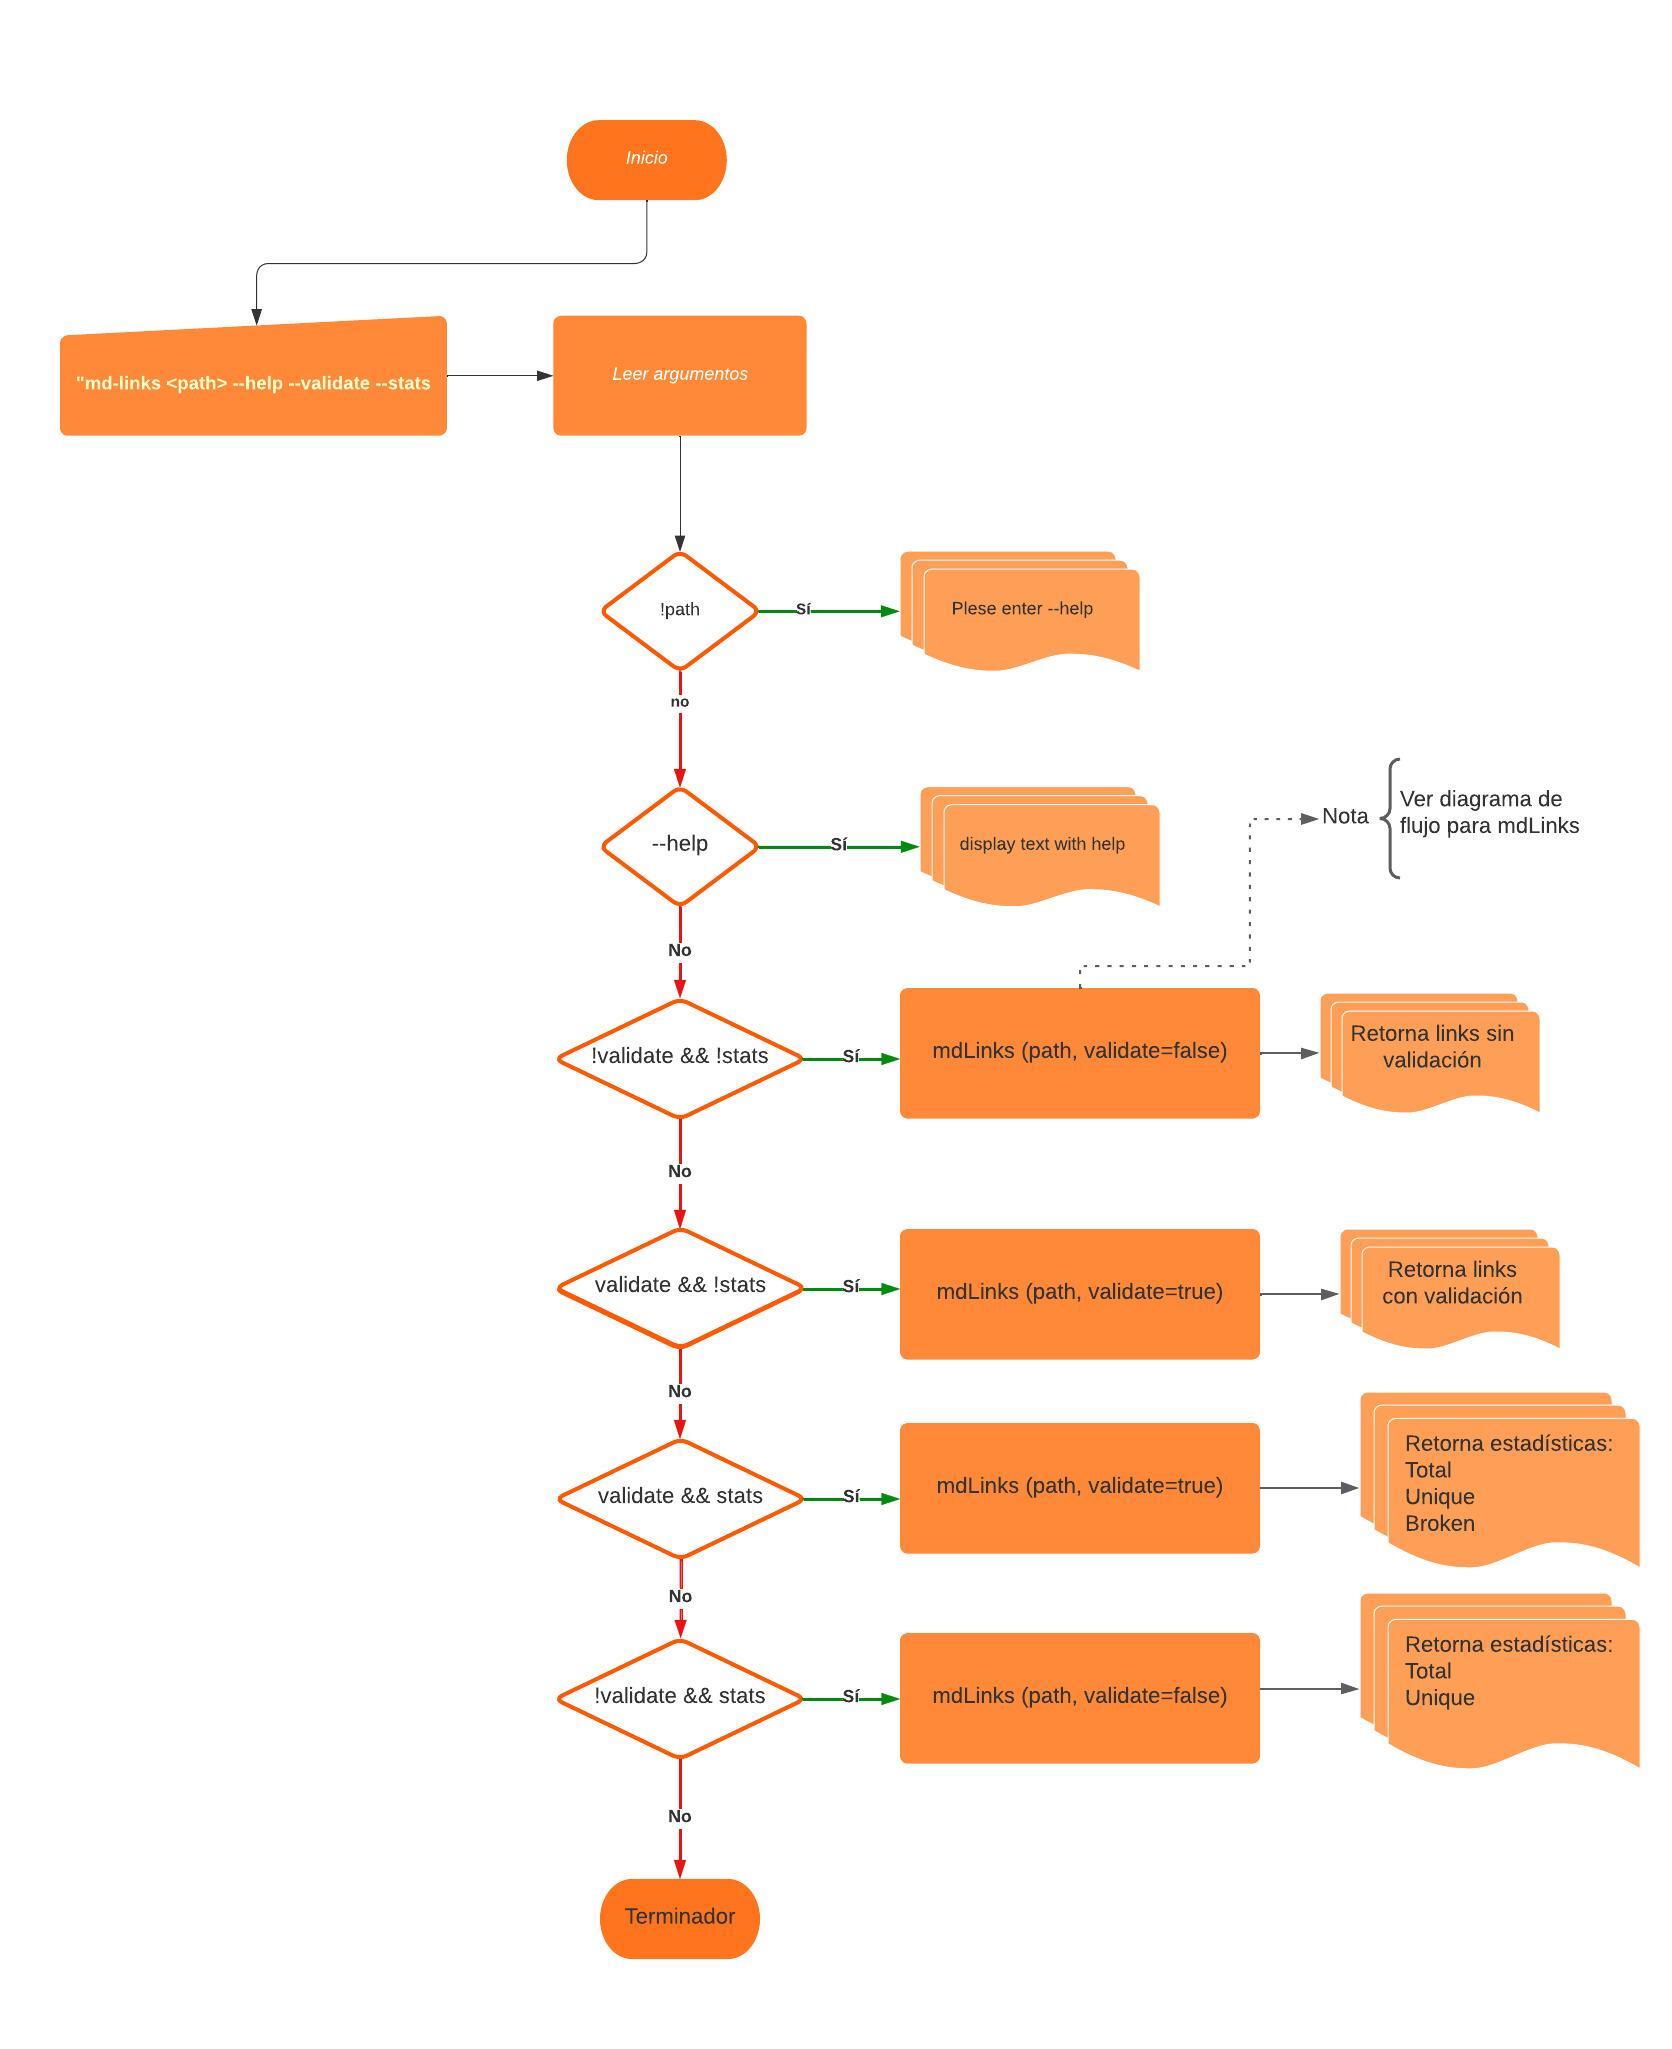 Inicio
"md-links <path> --help --validate --stats
Leer argumentos
!path
Sí
Plese enter --help
no
--help
Sí
display text with help
Nota
Ver diagrama de
flujo para mdLinks
No
!validate && !stats
Sí
mdLinks (path, validate=false)
Retorna links sin
validación
No
validate && !stats
Sí
mdLinks (path, validate=true)
Retorna links
con validación
No
validate && stats
Sí
mdLinks (path, validate=true)
Retorna estadísticas:
Total
Unique
Broken
No
!validate && stats
Sí
mdLinks (path, validate=false)
Retorna estadísticas:
Total
Unique
No
Terminador